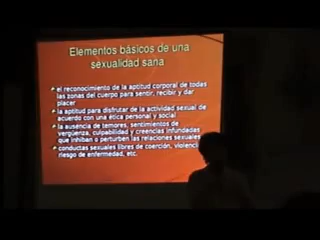 Elementos básicos de una
sexualidad sana
el reconocimiento de la aptitud corporal de todas
las zonas del cuerpo para sentir, recibir y dar
placer
la aptitud para disfrutar de la actividad sexual de
acuerdo con una ética personal y social
la ausencia de temores, sentimientos de
vergüenza, culpabilidad y creencias infundadas
que inhiban o perturben las relaciones sexuales
conductas sexuales libres de coerción, violencia
riesgo de enfermedad, etc.